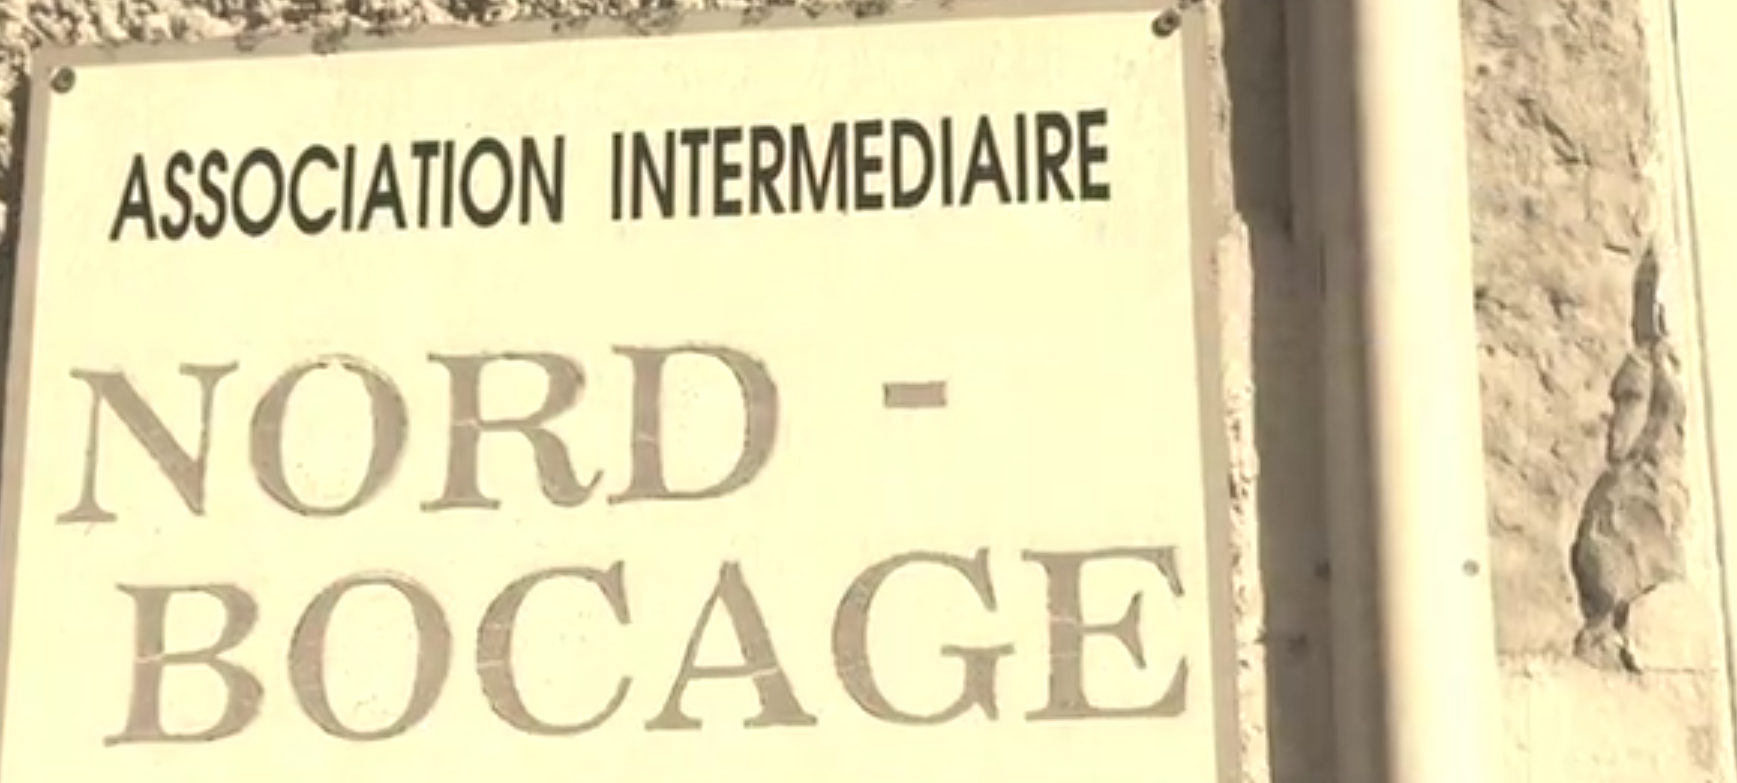 ASSOCIATION INTERMEDIAIRE
NORD -
BOCAGE